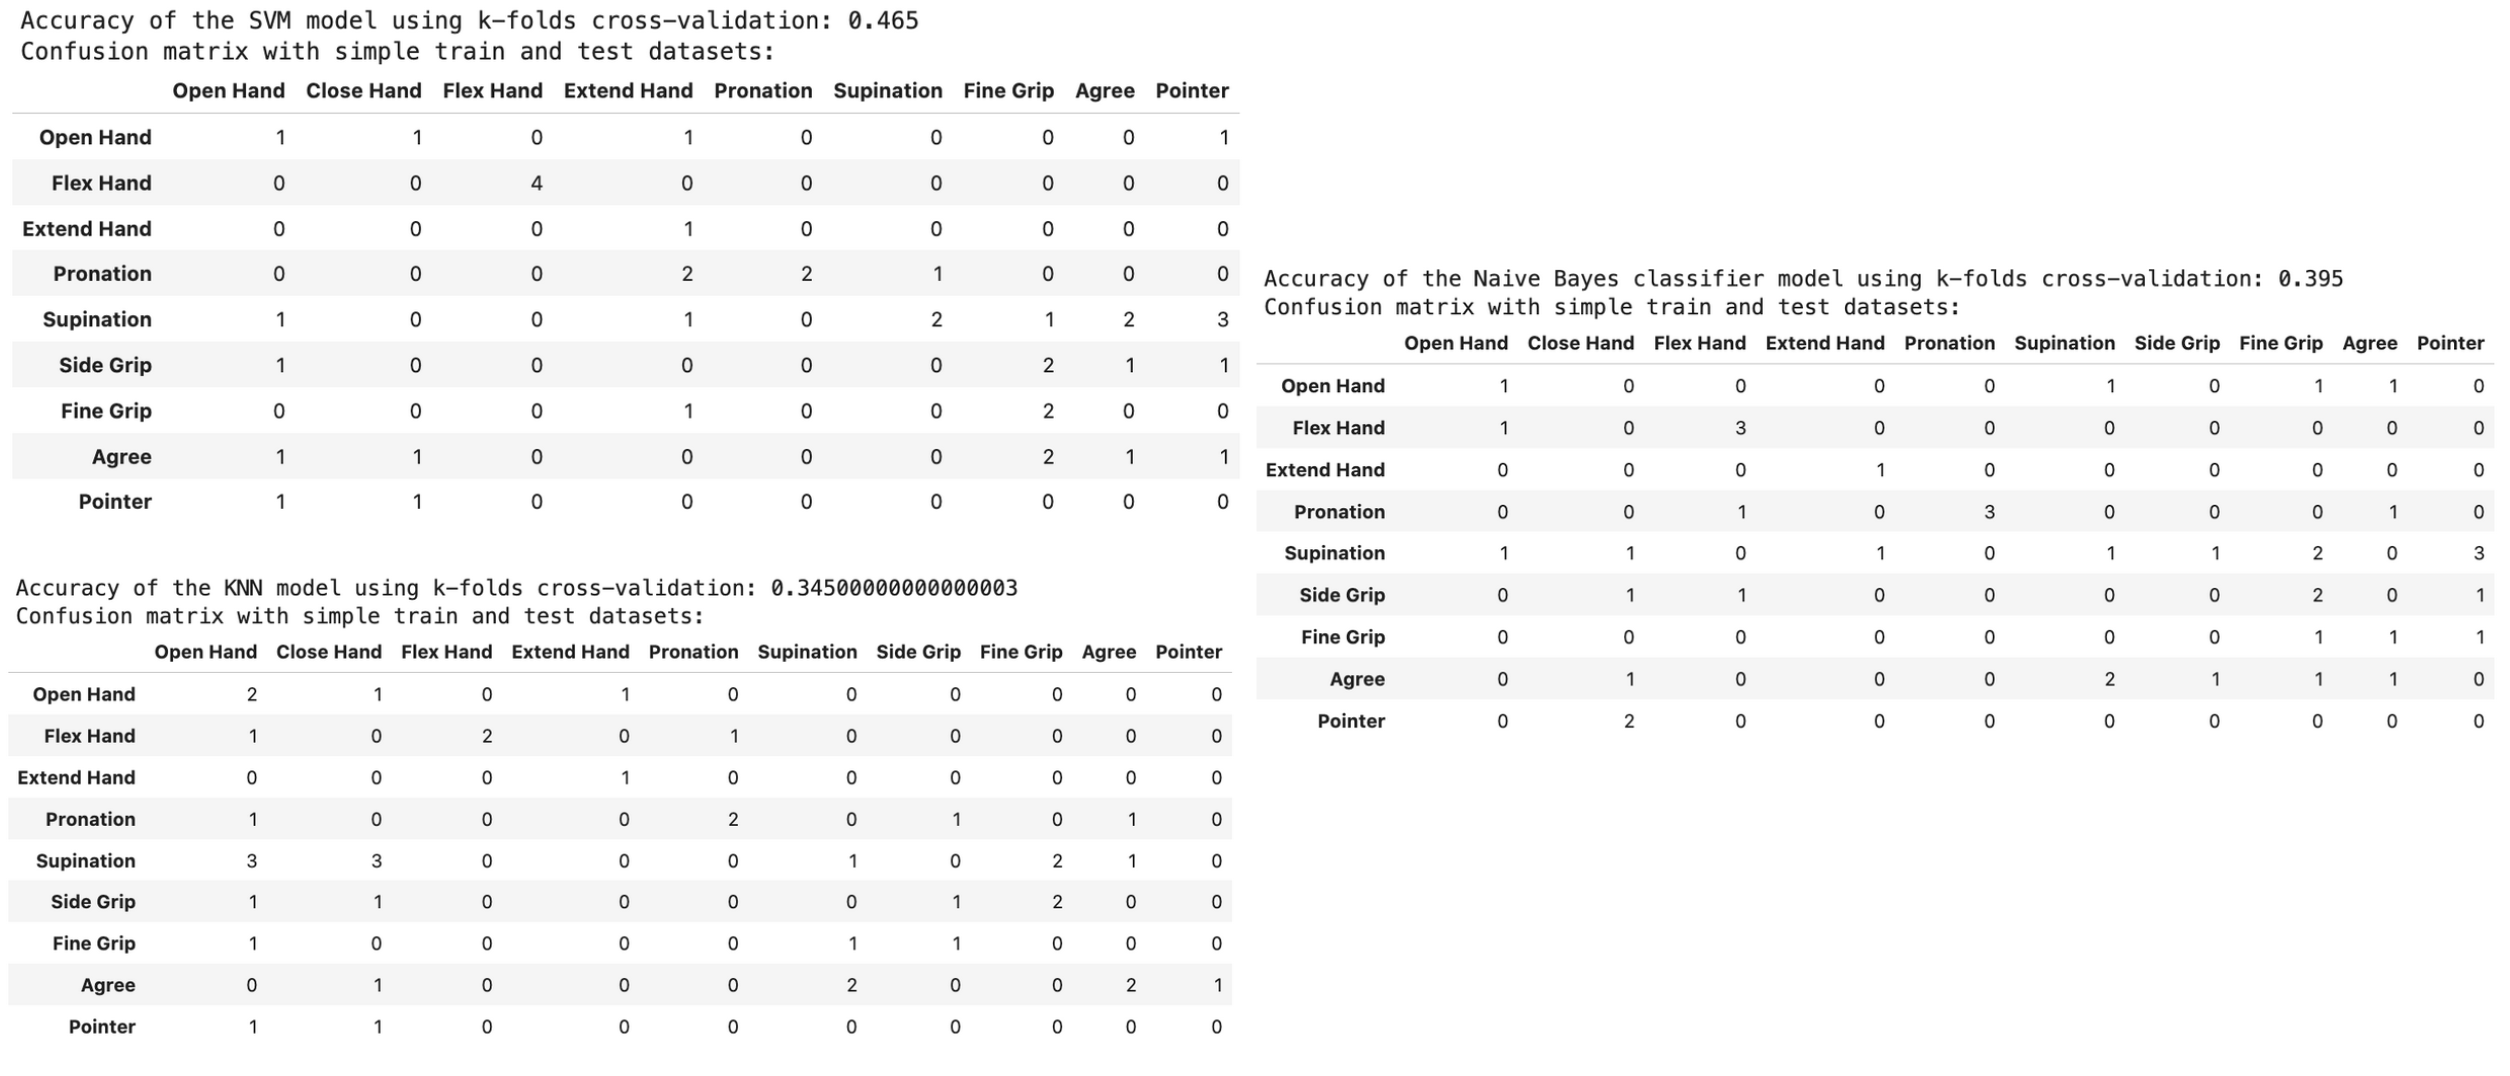 Accuracy of the SVM model using k-folds cross-validation: 0.465
Confusion matrix with simple train and test datasets:
Open Hand Close Hand Flex Hand Extend Hand Pronation Supination Fine Grip Agree Pointer
Open Hand 1 1 0 1 0 0 0 0 1
Flex Hand 0 0 4 0 0 0 0 0 0
Extend Hand 0 0 0 1 0 0 0 0 0
Pronation 0 0 0 2 2 1 0 0 0
Supination 1 0 0 1 0 2 1 2 3
Side Grip 1 0 0 0 0 0 2 1 1
Fine Grip 0 0 0 1 0 0 2 0 0
Agree 1 1 0 0 0 0 2 1 1
Pointer 1 1 0 0 0 0 0 0 0
Accuracy of the KNN model using k-folds cross-validation: 0.34500000000000003
Confusion matrix with simple train and test datasets:
Open Hand Close Hand Flex Hand Extend Hand Pronation Supination Side Grip Fine Grip Agree Pointer
Open Hand 2 1 0 1 0 0 0 0 0 0
Flex Hand 1 0 2 0 1 0 0 0 0 0
Extend Hand 0 0 0 1 0 0 0 0 0 0
Pronation 1 0 0 0 2 0 1 0 1 0
Supination 3 3 0 0 0 1 0 2 1 0
Side Grip 1 1 0 0 0 0 1 2 0 0
Fine Grip 1 0 0 0 0 1 1 0 0 0
Agree 0 1 0 0 0 2 0 0 2 1
Pointer 1 1 0 0 0 0 0 0 0 0
Accuracy of the Naive Bayes classifier model using k-folds cross-validation: 0.395
Confusion matrix with simple train and test datasets:
Open Hand Close Hand Flex Hand Extend Hand Pronation Supination Side Grip Fine Grip Agree Pointer
Open Hand 1 0 0 0 0 1 0 1 1 0
Flex Hand 1 0 3 0 0 0 0 0 0 0
Extend Hand 0 0 0 1 0 0 0 0 0 0
Pronation 0 0 1 0 3 0 0 0 1 0
Supination 1 1 0 1 0 1 1 2 0 3
Side Grip 0 1 1 0 0 0 0 2 0 1
Fine Grip 0 0 0 0 0 0 0 1 1 1
Agree 0 1 0 0 0 2 1 1 1 0
Pointer 0 2 0 0 0 0 0 0 0 0